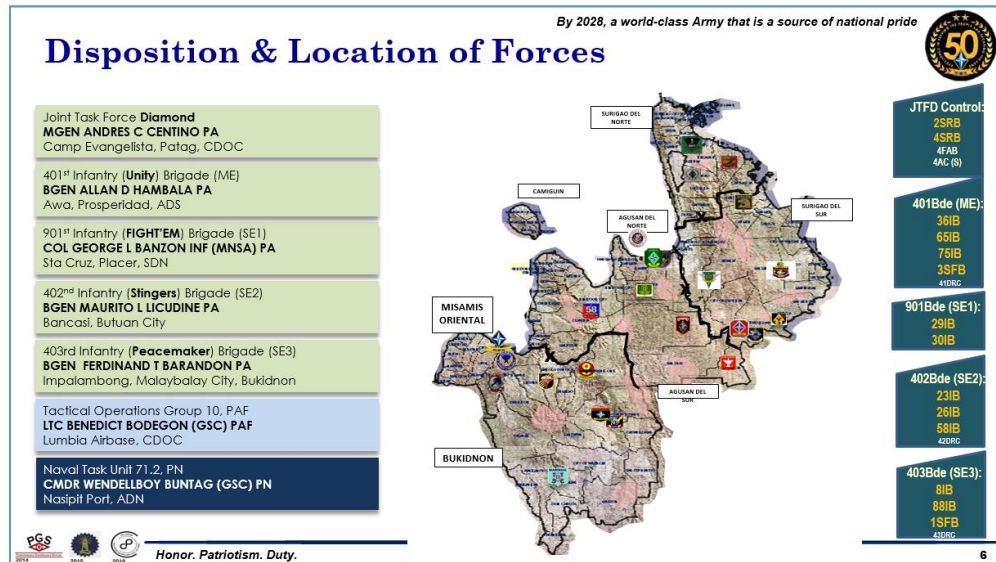 By 2028, a world-class Army that is a source of national pride
Disposition & Location of Forces
50
Joint Task Force Diamond
MGEN ANDRES C CENTINO PA
Camp Evangelista, Patag, CDOC
401st Infantry (Unity) Brigade (ME)
BGEN ALLAN D HAMBALA PA
Awa, Prosperidad, ADS
901st Infantry (FIGHT'EM) Brigade (SE1)
COL GEORGE L BANZON INF (MNSA) PA
Sta Cruz, Placer, SDN
402nd Infantry (Stingers) Brigade (SE2)
BGEN MAURITO L LICUDINE PA
Bancasi, Butuan City
403rd Infantry (Peacemaker) Brigade (SE3)
BGEN FERDINAND T BARANDON PA
Impalambong, Malaybalay City, Bukidnon
Tactical Operations Group 10, PAF
LTC BENEDICT BODEGON (GSC) PAF
Lumbia Airbase, CDOC
Naval Task Unit 71.2, PN
CMDR WENDELLBOY BUNTAG (GSC) PN
Nasipit Port, ADN
SURIGAO DEL
NORTE
CAMIGUIN
AGUSAN DEL
NORTE
SURIGAO DEL
SUR
MISAMIS
ORIENTAL
58
AGUSAN DEL
SUR
BUKIDNON
JTFD Control:
2SRB
4SRB
4FAB
4AC (S)
401Bde (ME):
36IB
65IB
75IB
3SFB
41DRC
901Bde (SE1):
29IB
30IB
402Bde (SE2):
23IB
26IB
58IB
42DRC
403Bde (SE3):
8IB
88IB
1SFB
43DRC
PGS
2014
Honor. Patriotism. Duty.
6